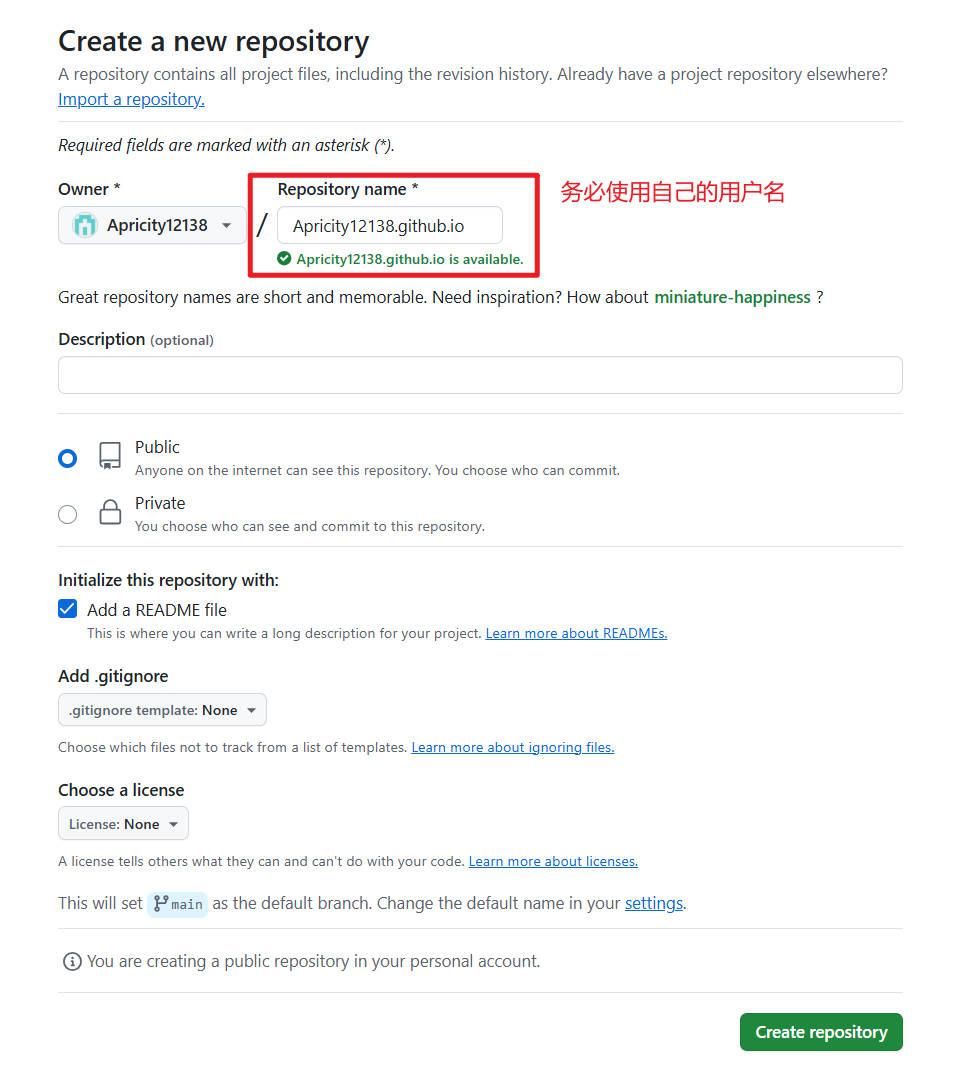 Create a new repository
A repository contains all project files, including the revision history. Already have a project repository elsewhere?
Import a repository.
Required fields are marked with an asterisk (*).
Owner *
Repository name *
务必使用自己的用户名
Apricity12138
/
Apricity12138.github.io
Apricity12138.github.io is available.
Great repository names are short and memorable. Need inspiration? How about miniature-happiness ?
Description (optional)
Public
Anyone on the internet can see this repository. You choose who can commit.
Private
You choose who can see and commit to this repository.
Initialize this repository with:
Add a README file
This is where you can write a long description for your project. Learn more about READMEs.
Add .gitignore
.gitignore template: None
Choose which files not to track from a list of templates. Learn more about ignoring files.
Choose a license
License: None
A license tells others what they can and can't do with your code. Learn more about licenses.
This will set main as the default branch. Change the default name in your settings.
You are creating a public repository in your personal account.
Create repository